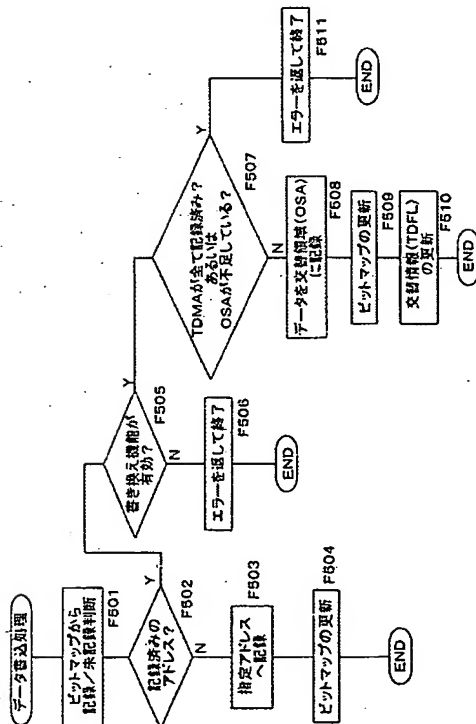 データ書込処理
ビットマップから
記録/未記録判断
F501
記録済みの
アドレス?
F502
Y
N
指定アドレス
へ記録
F503
ビットマップの更新
F504
END
書き換え機能が
有効?
F505
Y
N
エラーを返して終了
F506
END
TDMAが全て記録済み?
あるいは
OSAが不足している?
F507
Y
N
データを交替領域(OSA)
に記録
F508
ビットマップの更新
F509
交替情報(TDFL)
の更新
F510
END
エラーを返して終了
F511
END